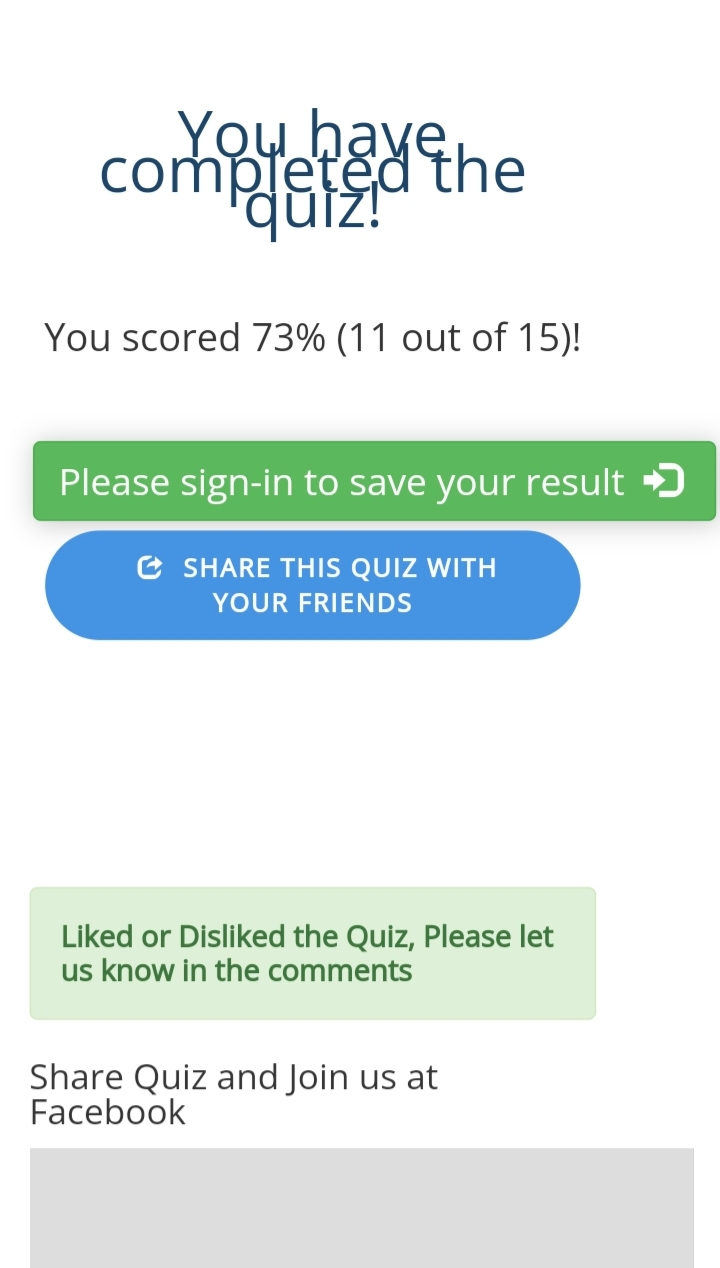 You have
completed the
quiz!
You scored 73% (11 out of 15)!
Please sign-in to save your result
SHARE THIS QUIZ WITH
YOUR FRIENDS
Liked or Disliked the Quiz, Please let
us know in the comments
Share Quiz and Join us at
Facebook